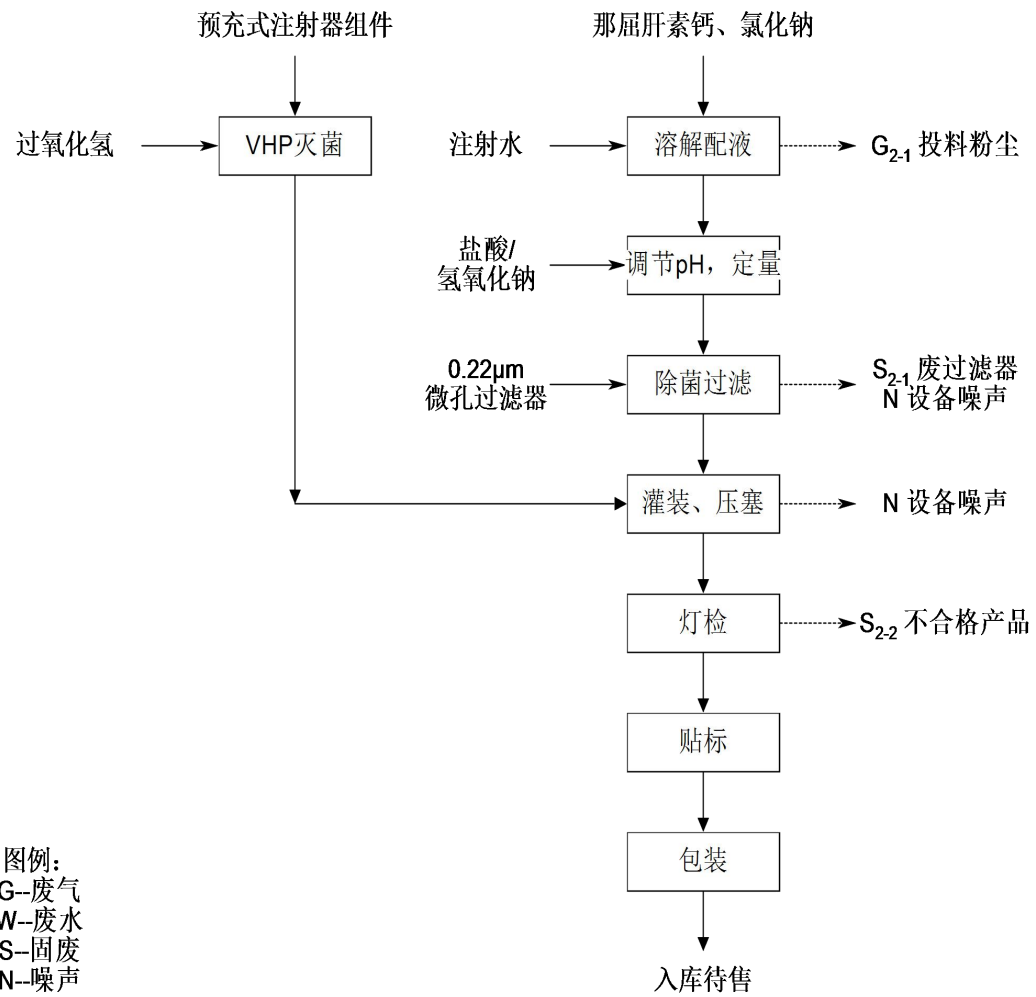 预充式注射器组件
那屈肝素钙、氯化钠
过氧化氢
VHP灭菌
注射水
溶解配液
G2-1 投料粉尘
盐酸/
氢氧化钠
调节pH，定量
0.22μm
微孔过滤器
除菌过滤
S2-1 废过滤器
N 设备噪声
灌装、压塞
N 设备噪声
灯检
S2-2 不合格产品
贴标
包装
入库待售
图例：
G--废气
W--废水
S--固废
N--噪声